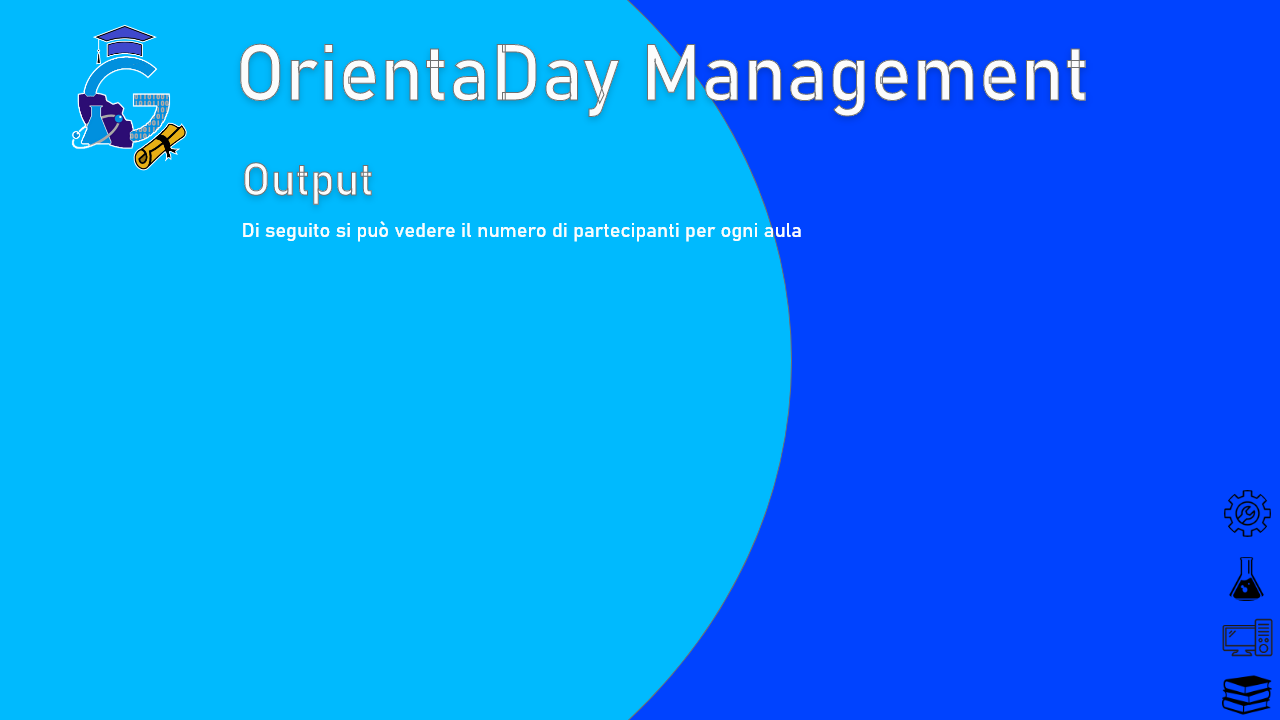 OrientaDay Management
Output
Di seguito si può vedere il numero di partecipanti per ogni aula